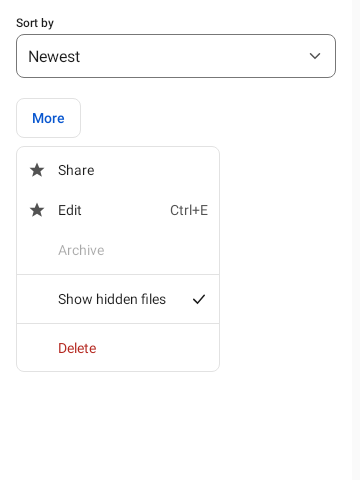 Sort by
Newest
More
Share
Edit Ctrl+E
Archive
Show hidden files
Delete